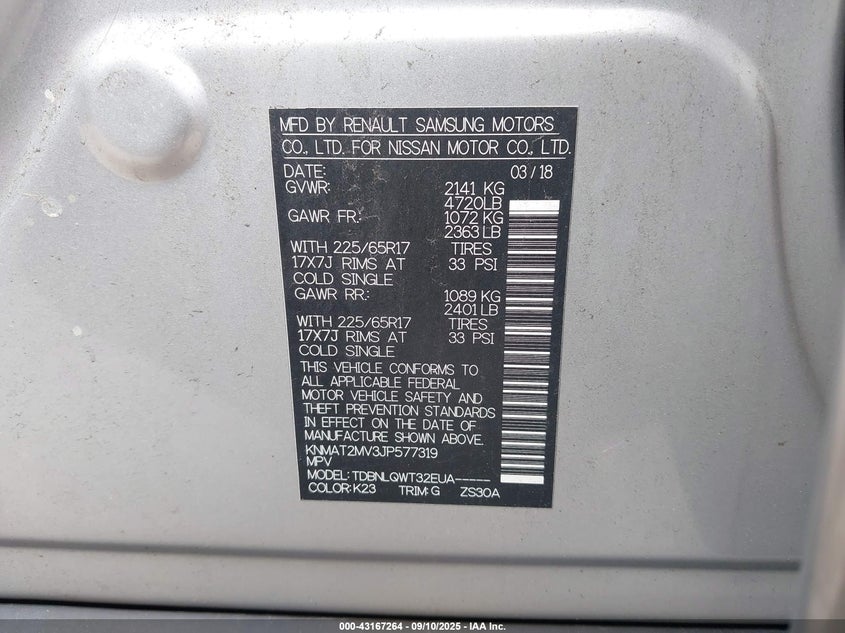 MFD BY RENAULT SAMSUNG MOTORS
CO., LTD. FOR NISSAN MOTOR CO., LTD.
DATE: 03/18
GVWR: 2141 KG
4720LB
GAWR FR.: 1072 KG
2363LB
WITH 225/65R17 TIRES
17X7J RIMS AT 33 PSI
COLD SINGLE
GAWR RR.: 1089 KG
2401LB
WITH 225/65R17 TIRES
17X7J RIMS AT 33 PSI
COLD SINGLE
THIS VEHICLE CONFORMS TO
ALL APPLICABLE FEDERAL
MOTOR VEHICLE SAFETY AND
THEFT PREVENTION STANDARDS
IN EFFECT ON THE DATE OF
MANUFACTURE SHOWN ABOVE.
KNMAT2MV3JP577319
MPV
MODEL: TDBNLQWT32EUA-----
COLOR:K23 TRIM:G ZS30A
000-43167264 - 09/10/2025 - IAA Inc.